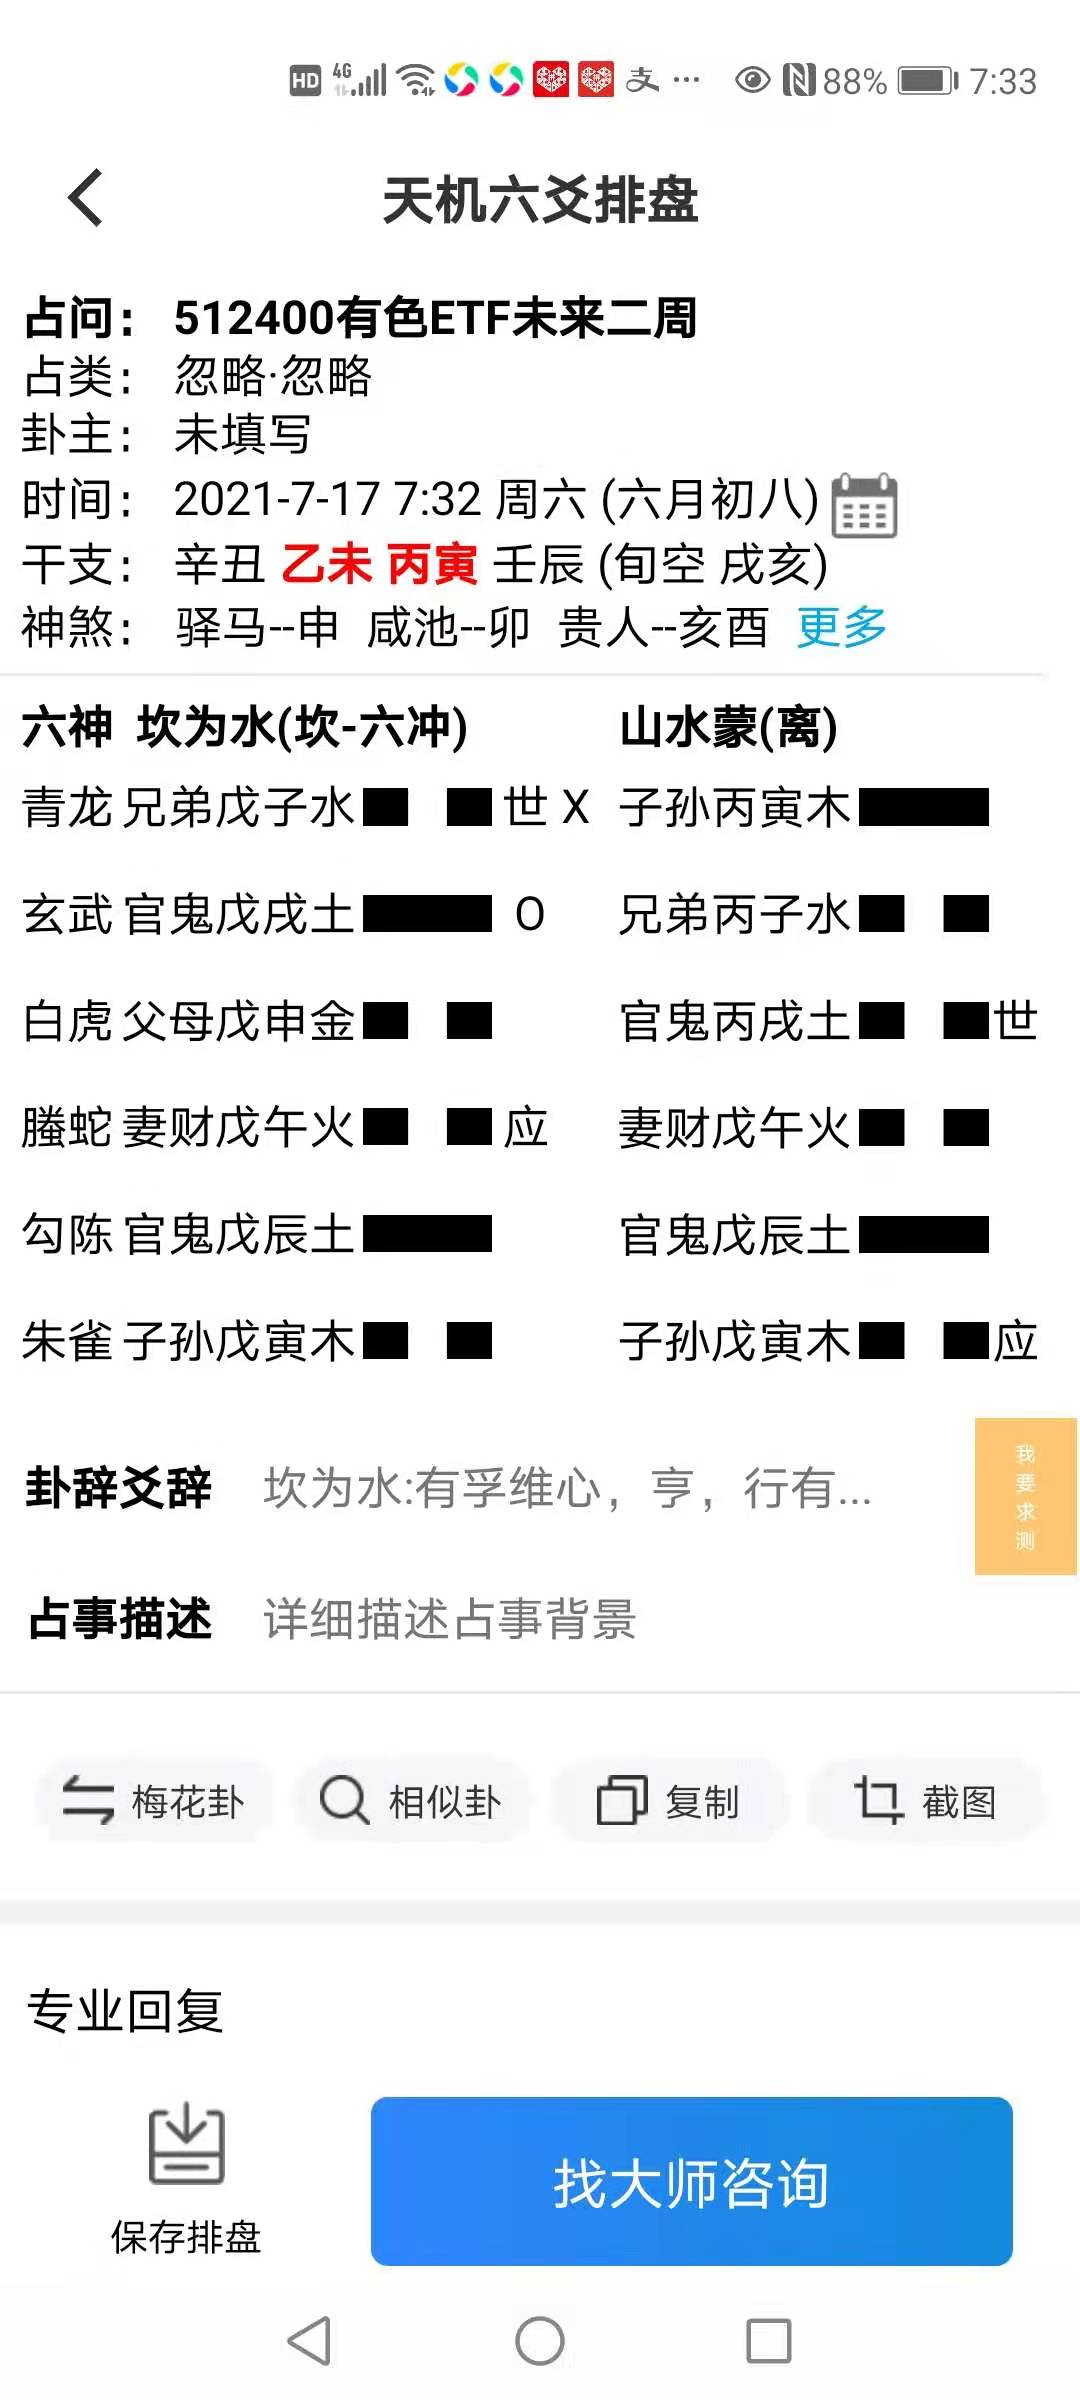 HD 4G 支 ... 88% 7:33
天机六爻排盘
占问： 512400有色ETF未来二周
占类： 忽略·忽略
卦主： 未填写
时间： 2021-7-17 7:32 周六 (六月初八)
干支： 辛丑 乙未 丙寅 壬辰 (旬空 戌亥)
神煞： 驿马--申 咸池--卯 贵人--亥酉 更多
六神 坎为水(坎-六冲) 山水蒙(离)
青龙 兄弟戊子水 世 X 子孙丙寅木
玄武 官鬼戊戌土 O 兄弟丙子水
白虎 父母戊申金 官鬼丙戌土 世
螣蛇 妻财戊午火 应 妻财戊午火
勾陈 官鬼戊辰土 官鬼戊辰土
朱雀 子孙戊寅木 子孙戊寅木 应
卦辞爻辞 坎为水:有孚维心，亨，行有...
我要求测
占事描述 详细描述占事背景
梅花卦 相似卦 复制 截图
专业回复
保存排盘 找大师咨询